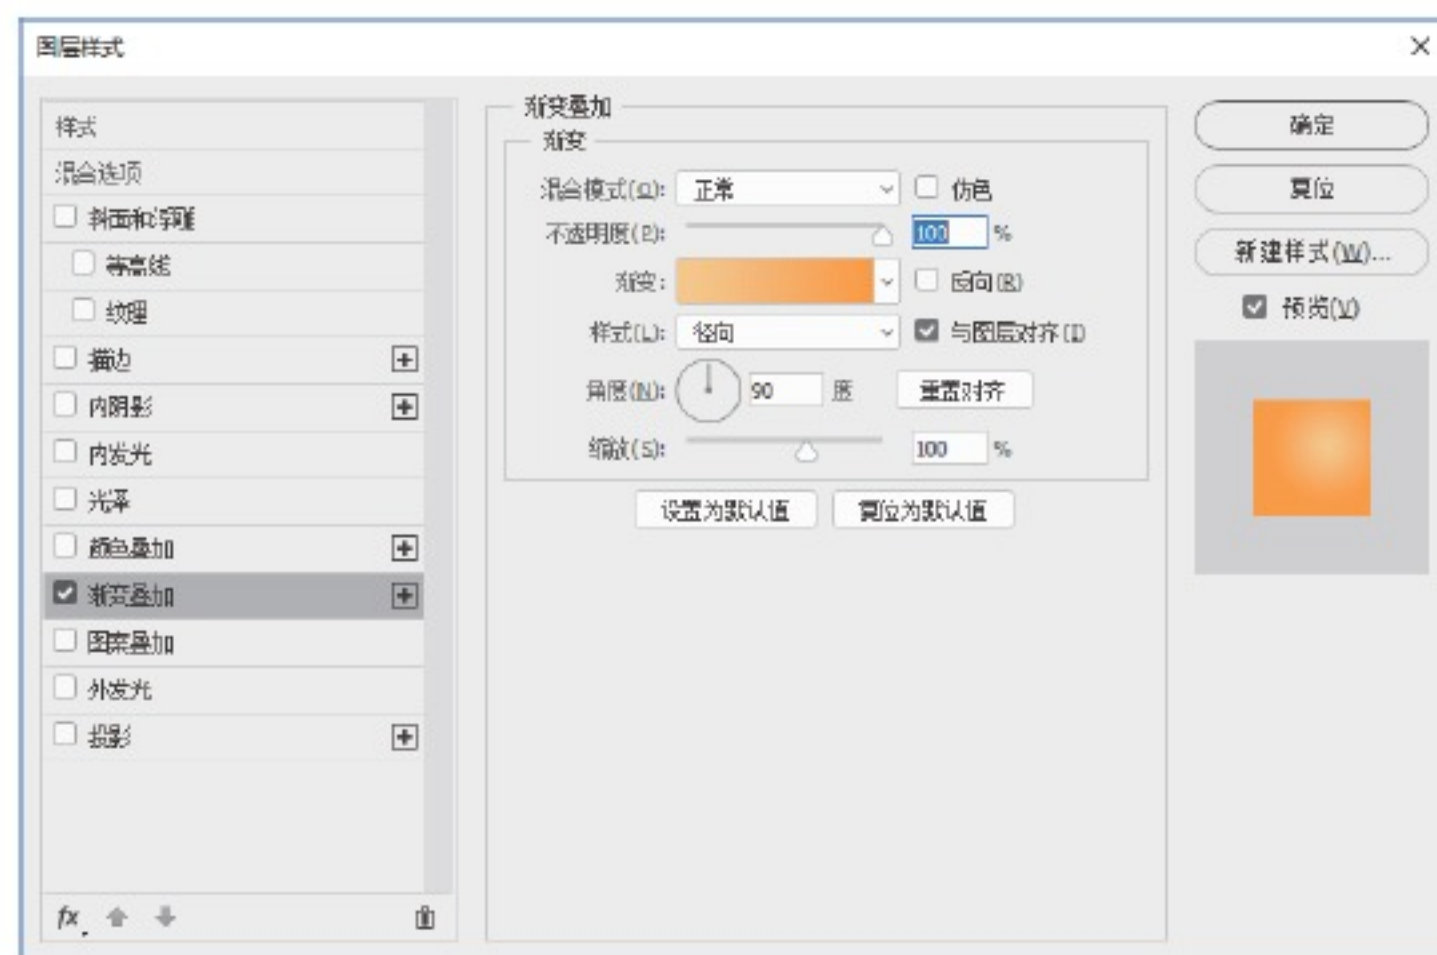 图层样式
样式
混合选项
斜面和浮雕
等高线
纹理
描边
内阴影
内发光
光泽
颜色叠加
渐变叠加
图案叠加
外发光
投影
fx
渐变叠加
渐变
混合模式(O): 正常 仿色
不透明度(P): 100 %
渐变: 反向(R)
样式(L): 径向 与图层对齐(I)
角度(N): 90 度 重置对齐
缩放(S): 100 %
设置为默认值 复位为默认值
确定
复位
新建样式(W)...
预览(V)